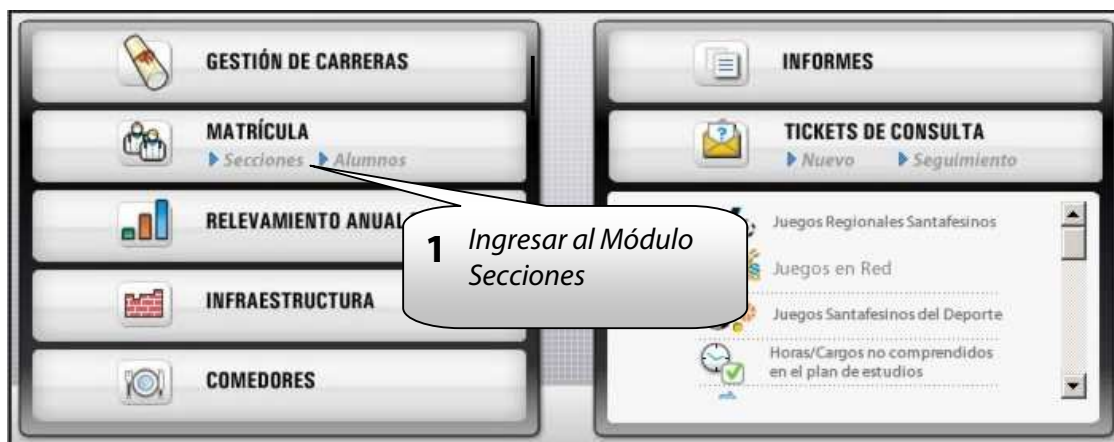 GESTIÓN DE CARRERAS
MATRÍCULA
Secciones Alumnos
RELEVAMIENTO ANUAL
INFRAESTRUCTURA
COMEDORES
1 Ingresar al Módulo
Secciones
INFORMES
TICKETS DE CONSULTA
Nuevo Seguimiento
Juegos Regionales Santafesinos
Juegos en Red
Juegos Santafesinos del Deporte
Horas/Cargos no comprendidos
en el plan de estudios